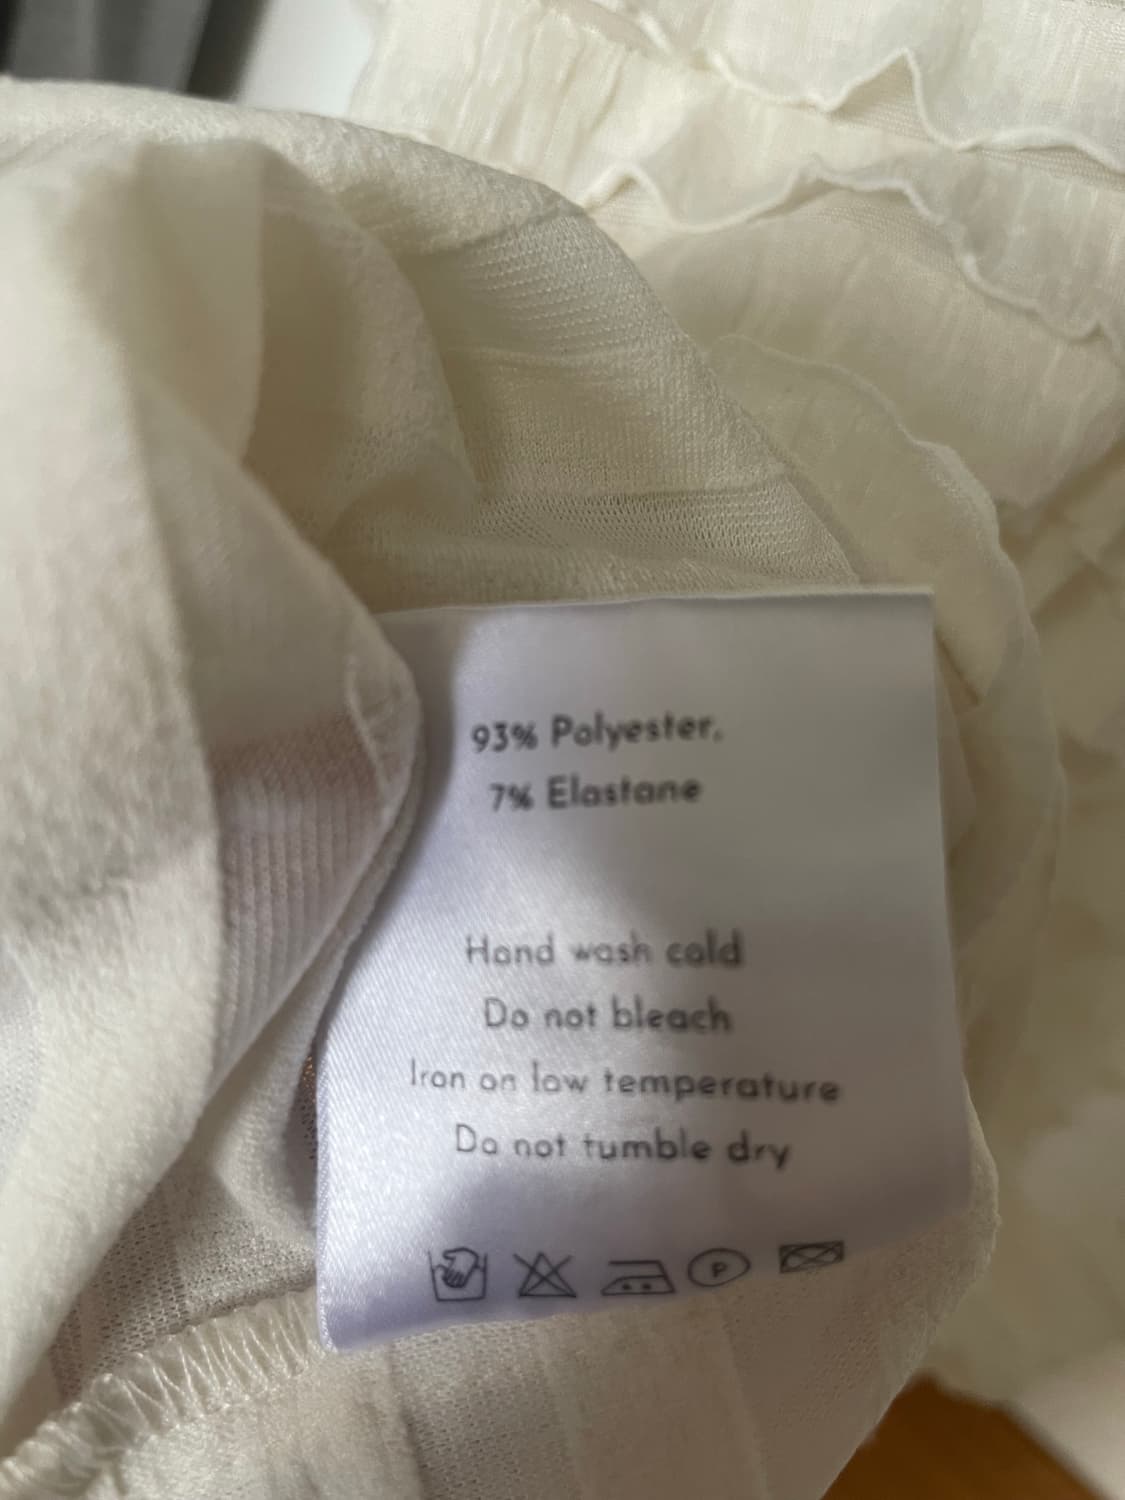 93% Polyester,
7% Elastane
Hand wash cold
Do not bleach
Iron on low temperature
Do not tumble dry
P